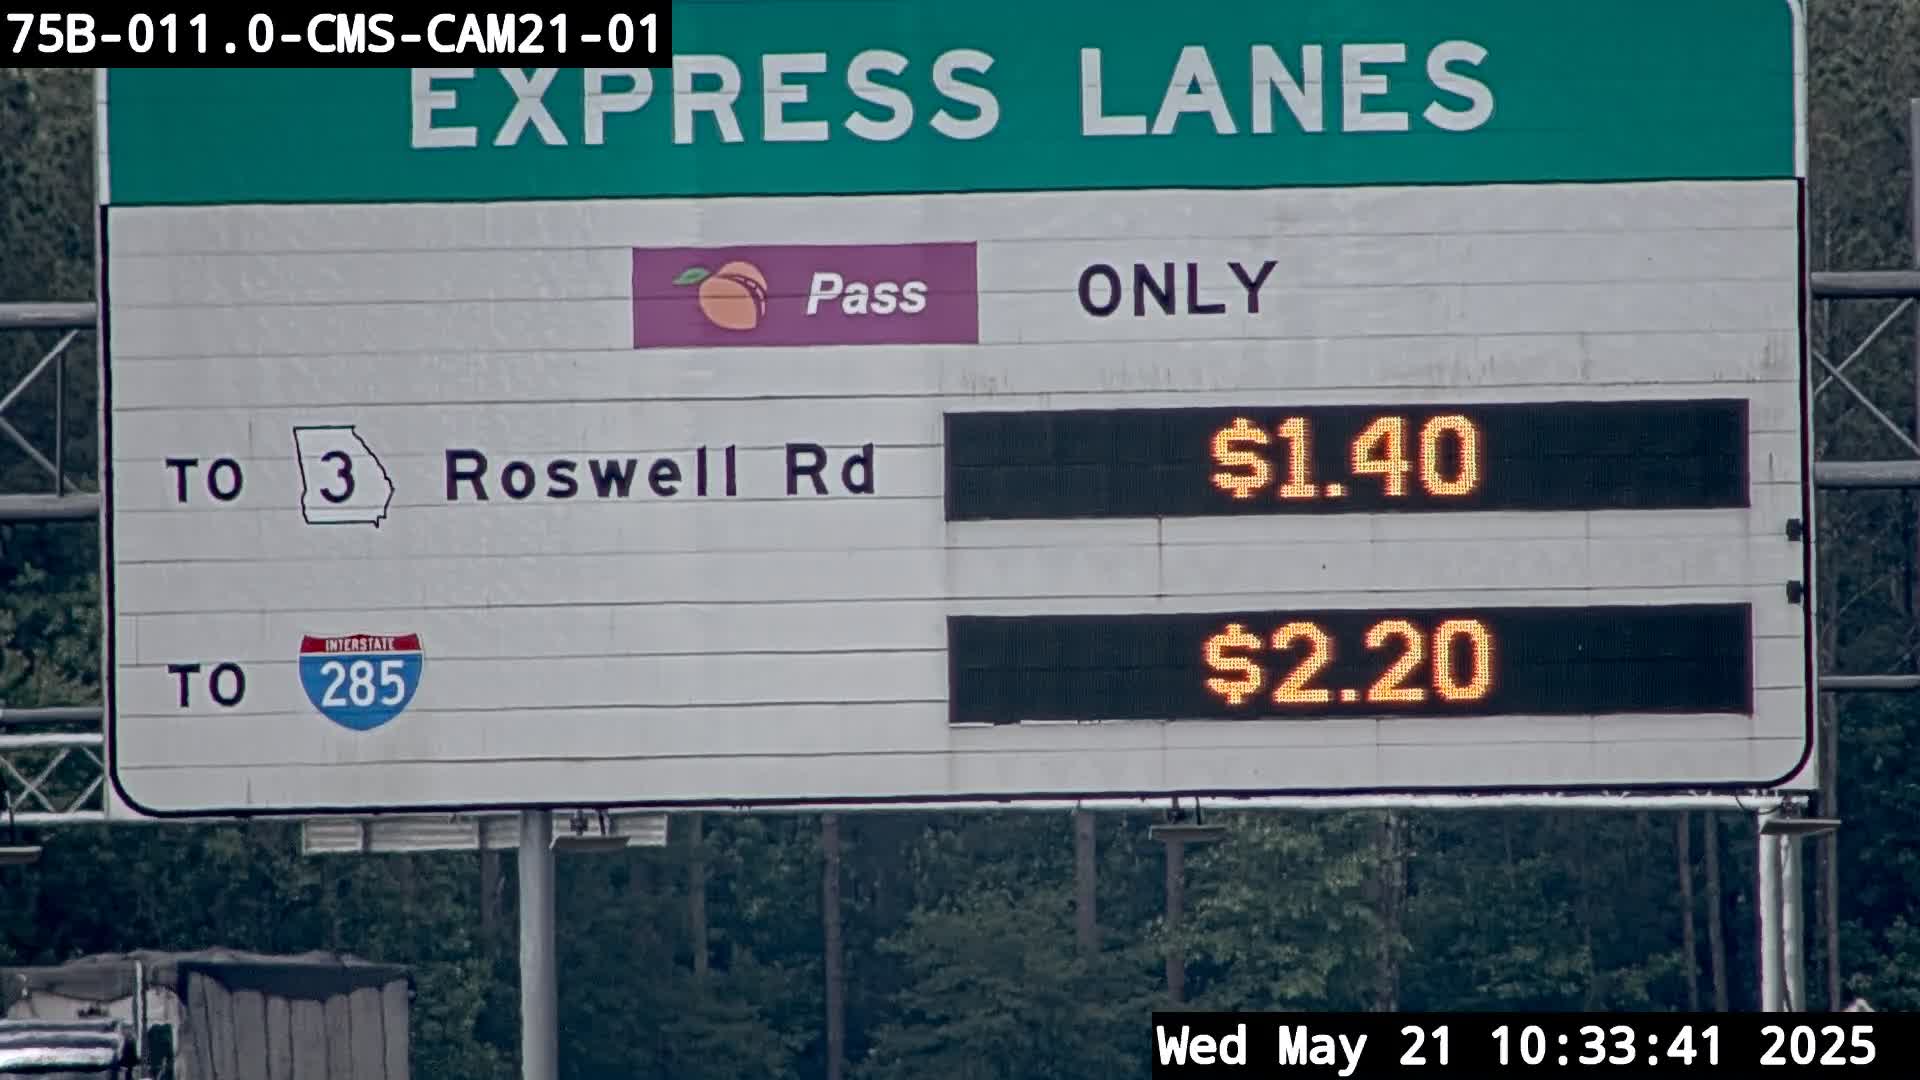 75B-011.0-CMS-CAM21-01
EXPRESS LANES
Pass ONLY
TO 3 Roswell Rd $1.40
TO INTERSTATE 285 $2.20
Wed May 21 10:33:41 2025